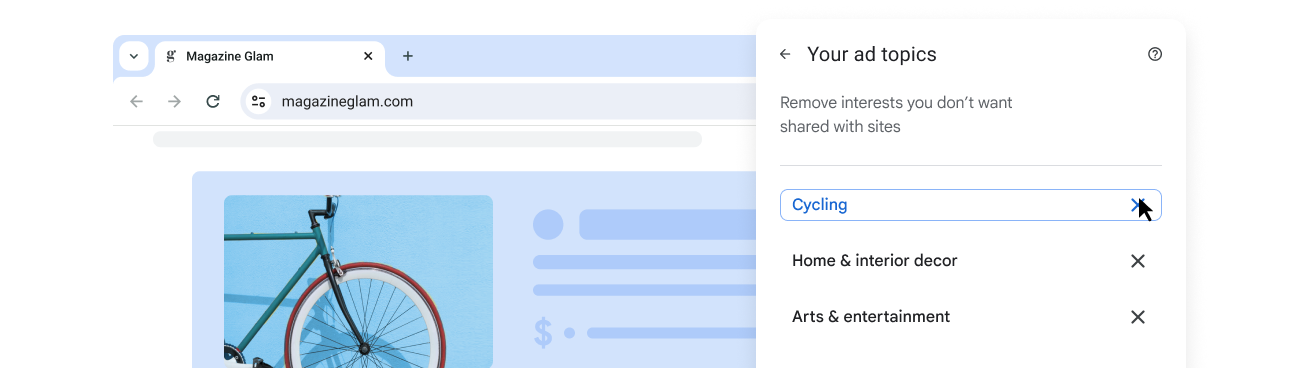 g Magazine Glam
magazineglam.com
$
Your ad topics
Remove interests you don’t want
shared with sites
Cycling
Home & interior decor
Arts & entertainment